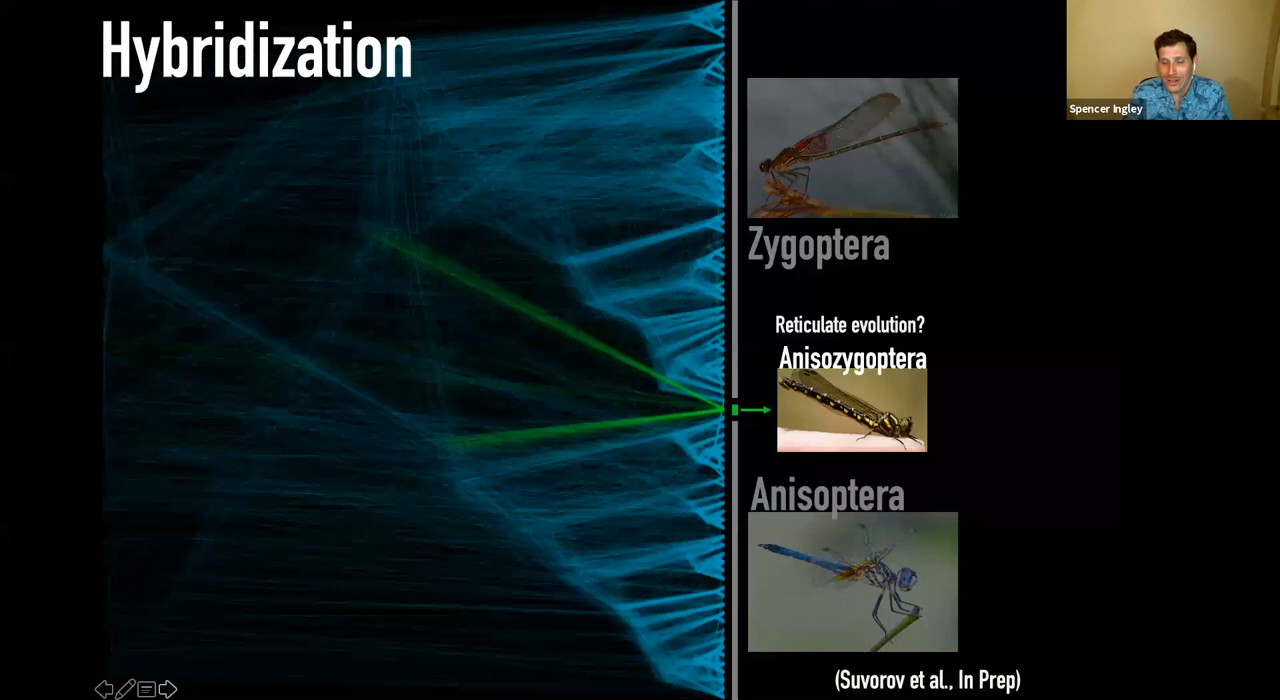 Hybridization
Spencer Ingley
Zygoptera
Reticulate evolution?
Anisozygoptera
Anisoptera
(Suvorov et al., In Prep)